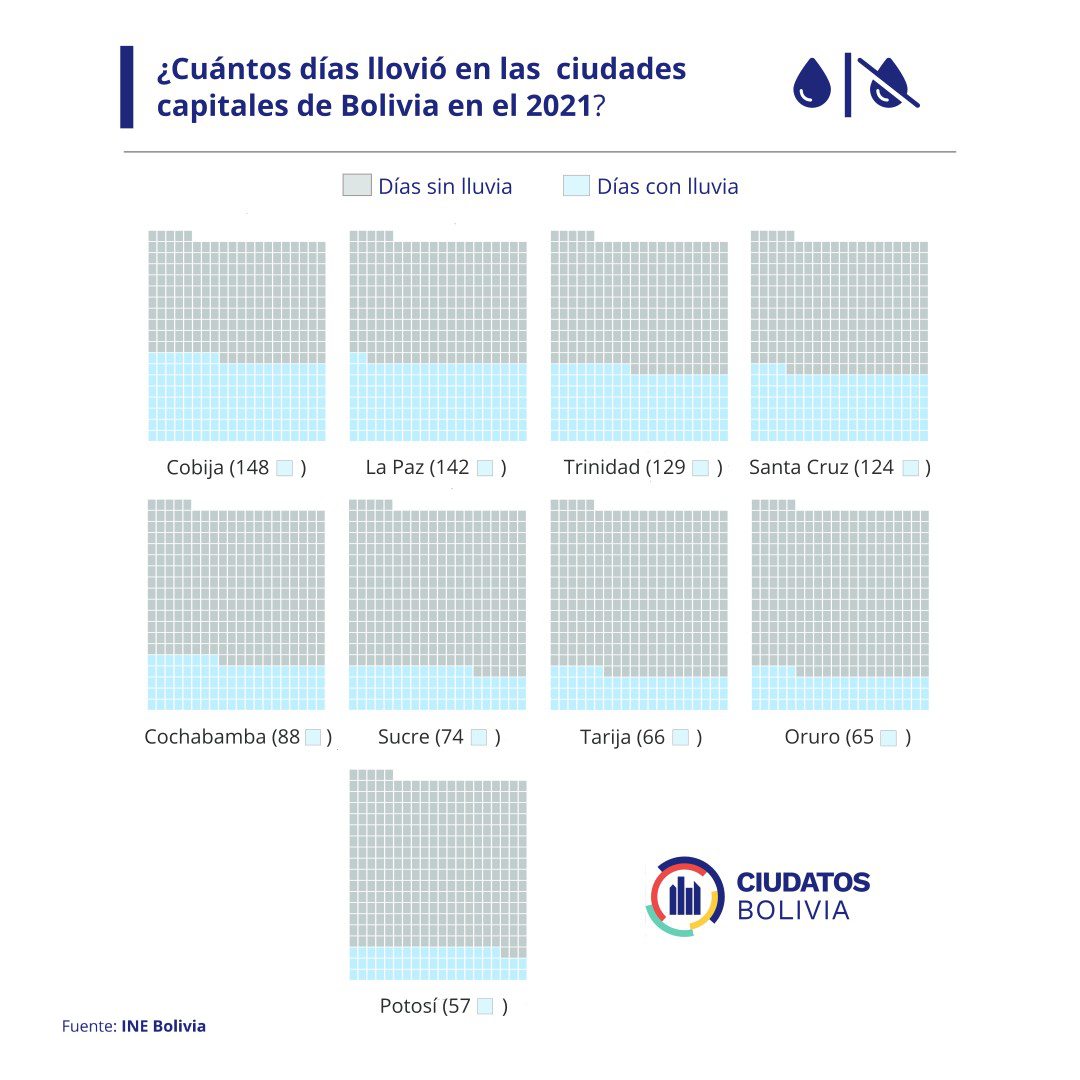 ¿Cuántos días llovió en las  ciudades
capitales de Bolivia en el 2021?
Días sin lluvia
Días con lluvia
Cobija (148 )
La Paz (142 )
Trinidad (129 )
Santa Cruz (124 )
Cochabamba (88 )
Sucre (74 )
Tarija (66 )
Oruro (65 )
Potosí (57 )
CIUDATOS
BOLIVIA
Fuente: INE Bolivia